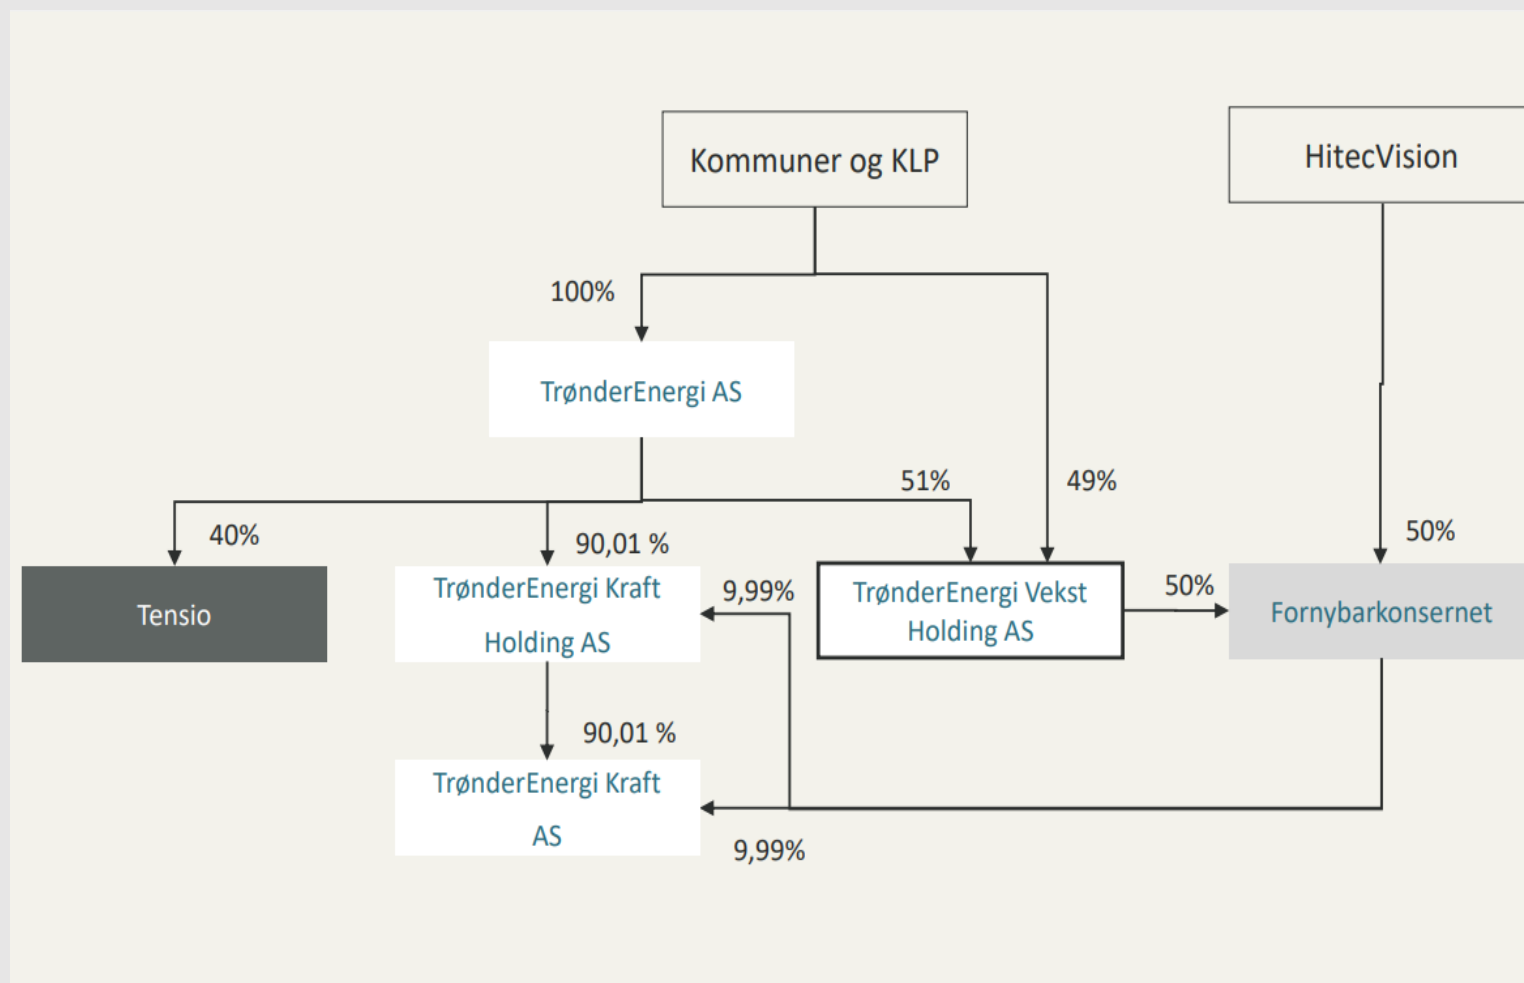 Kommuner og KLP
HitecVision
100%
TrønderEnergi AS
51%
49%
40%
90,01 %
50%
TrønderEnergi Kraft
Holding AS
9,99%
TrønderEnergi Vekst
Holding AS
50%
Fornybarkonsernet
Tensio
90,01 %
TrønderEnergi Kraft
AS
9,99%